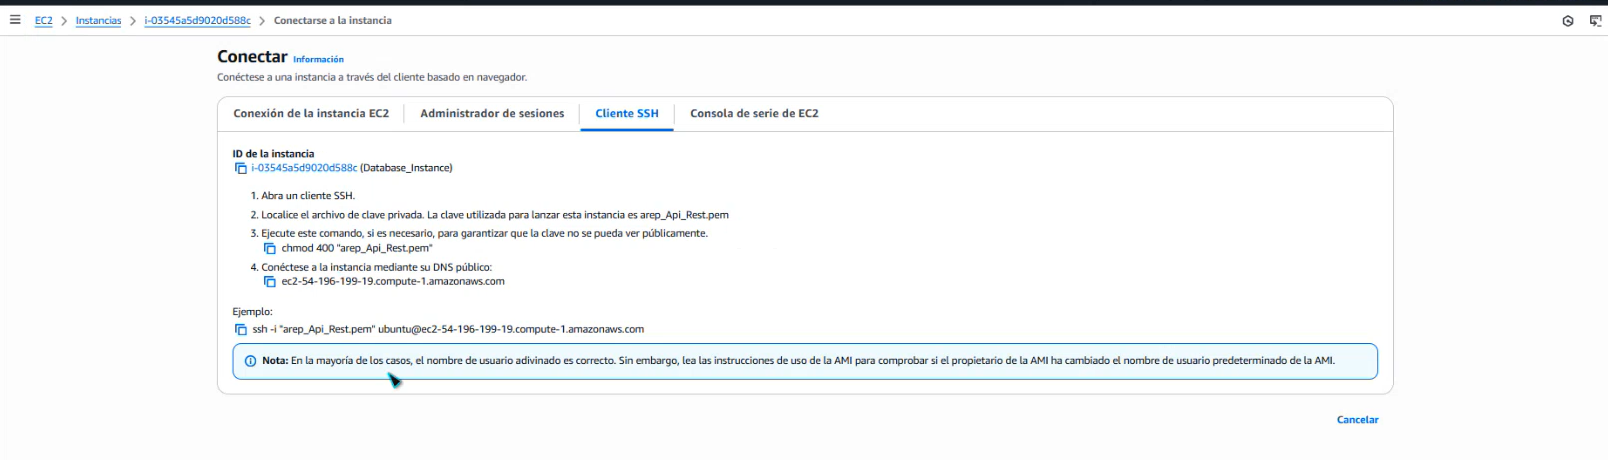 EC2 > Instancias > i-03545a5d9020d588c > Conectarse a la instancia
Conectar Información
Conéctese a una instancia a través del cliente basado en navegador.
Conexión de la instancia EC2 Administrador de sesiones Cliente SSH Consola de serie de EC2
ID de la instancia
i-03545a5d9020d588c (Database_Instance)
1. Abra un cliente SSH.
2. Localice el archivo de clave privada. La clave utilizada para lanzar esta instancia es arep_Api_Rest.pem
3. Ejecute este comando, si es necesario, para garantizar que la clave no se pueda ver públicamente.
chmod 400 "arep_Api_Rest.pem"
4. Conéctese a la instancia mediante su DNS público:
ec2-54-196-199-19.compute-1.amazonaws.com
Ejemplo:
ssh -i "arep_Api_Rest.pem" ubuntu@ec2-54-196-199-19.compute-1.amazonaws.com
Nota: En la mayoría de los casos, el nombre de usuario adivinado es correcto. Sin embargo, lea las instrucciones de uso de la AMI para comprobar si el propietario de la AMI ha cambiado el nombre de usuario predeterminado de la AMI.
Cancelar